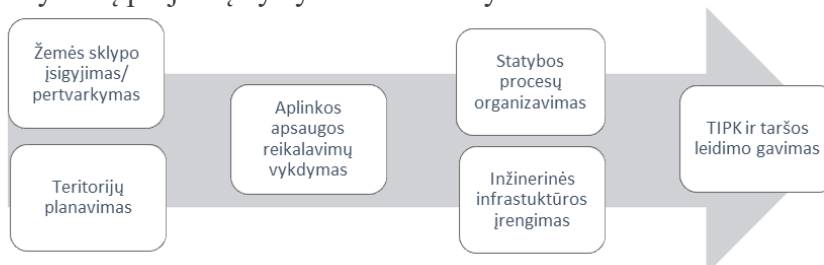 Žemės sklypo
įsigyjimas/
pertvarkymas
Teritorijų
planavimas
Aplinkos
apsaugos
reikalavimų
vykdymas
Statybos
procesų
organizavimas
Inžinerinės
infrastuktūros
įrengimas
TIPK ir taršos
leidimo gavimas